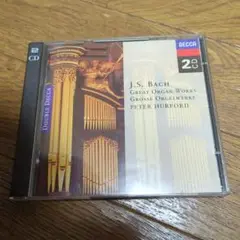 2
CD
DOUBLE DECCA
DECCA
2CD
J.S. BACH
GREAT ORGAN WORKS
GROSSE ORGELWERKE
PETER HURFORD